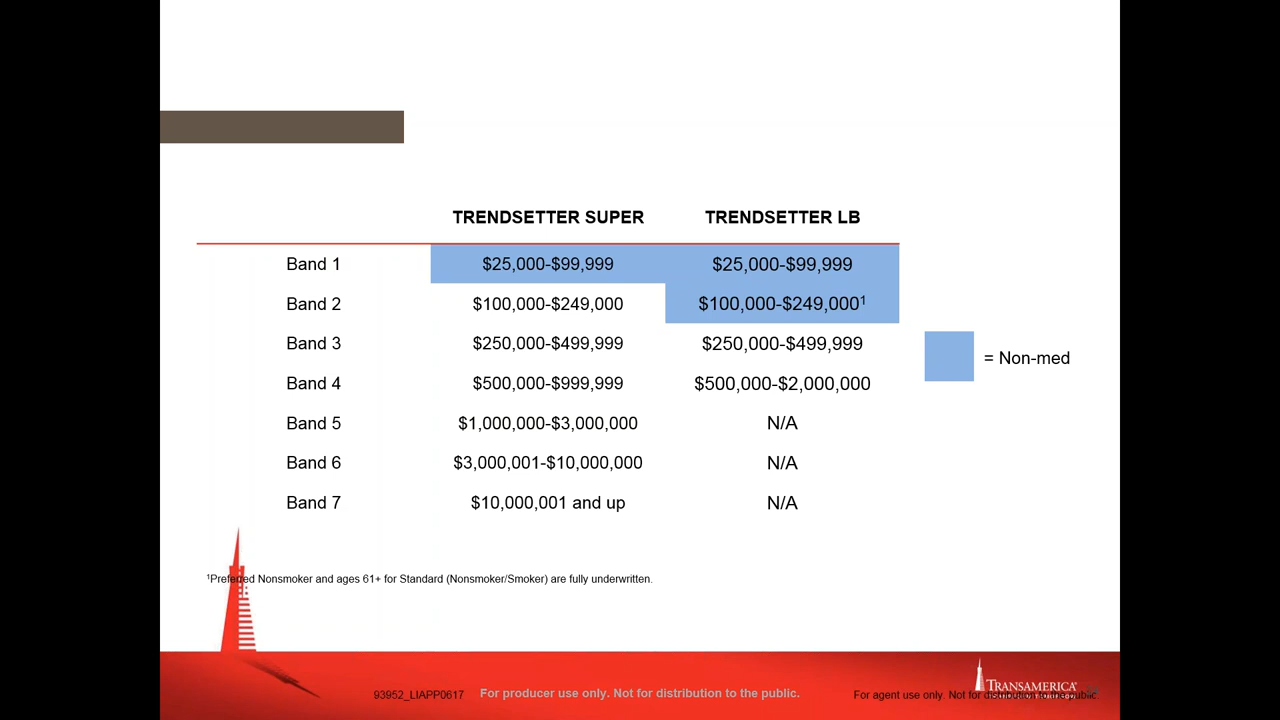 TRENDSETTER SUPER TRENDSETTER LB
Band 1 $25,000-$99,999 $25,000-$99,999
Band 2 $100,000-$249,000 $100,000-$249,000¹
Band 3 $250,000-$499,999 $250,000-$499,999
= Non-med
Band 4 $500,000-$999,999 $500,000-$2,000,000
Band 5 $1,000,000-$3,000,000 N/A
Band 6 $3,000,001-$10,000,000 N/A
Band 7 $10,000,001 and up N/A
¹Preferred Nonsmoker and ages 61+ for Standard (Nonsmoker/Smoker) are fully underwritten.
TRANSAMERICA
93952_LIAPP0617 For producer use only. Not for distribution to the public. For agent use only. Not for distribution to the public